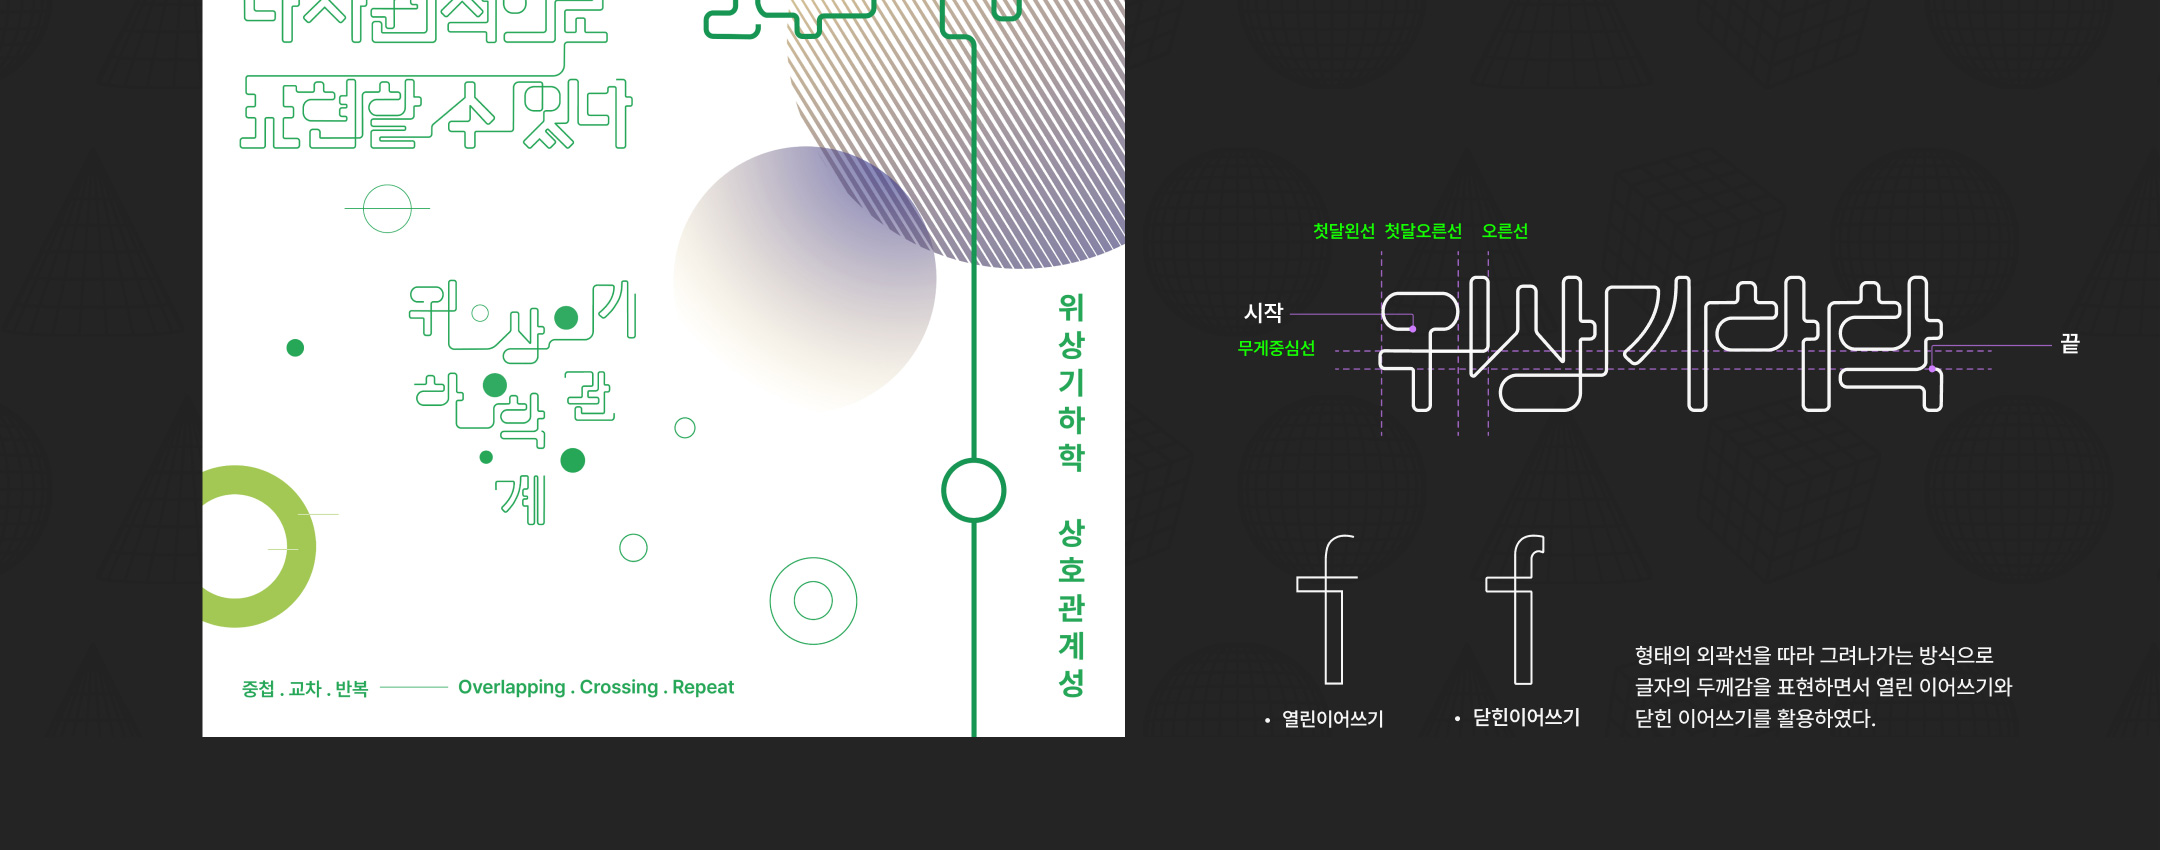 다차원적으로
표현할 수 있다
위상기
하학관
계
위상기하학 상호관계성
중첩 . 교차 . 반복
Overlapping . Crossing . Repeat
첫달왼선 첫달오른선 오른선
시작
무게중심선
끝
위상기하학
f f
• 열린이어쓰기
• 닫힌이어쓰기
형태의 외곽선을 따라 그려나가는 방식으로
글자의 두께감을 표현하면서 열린 이어쓰기와
닫힌 이어쓰기를 활용하였다.